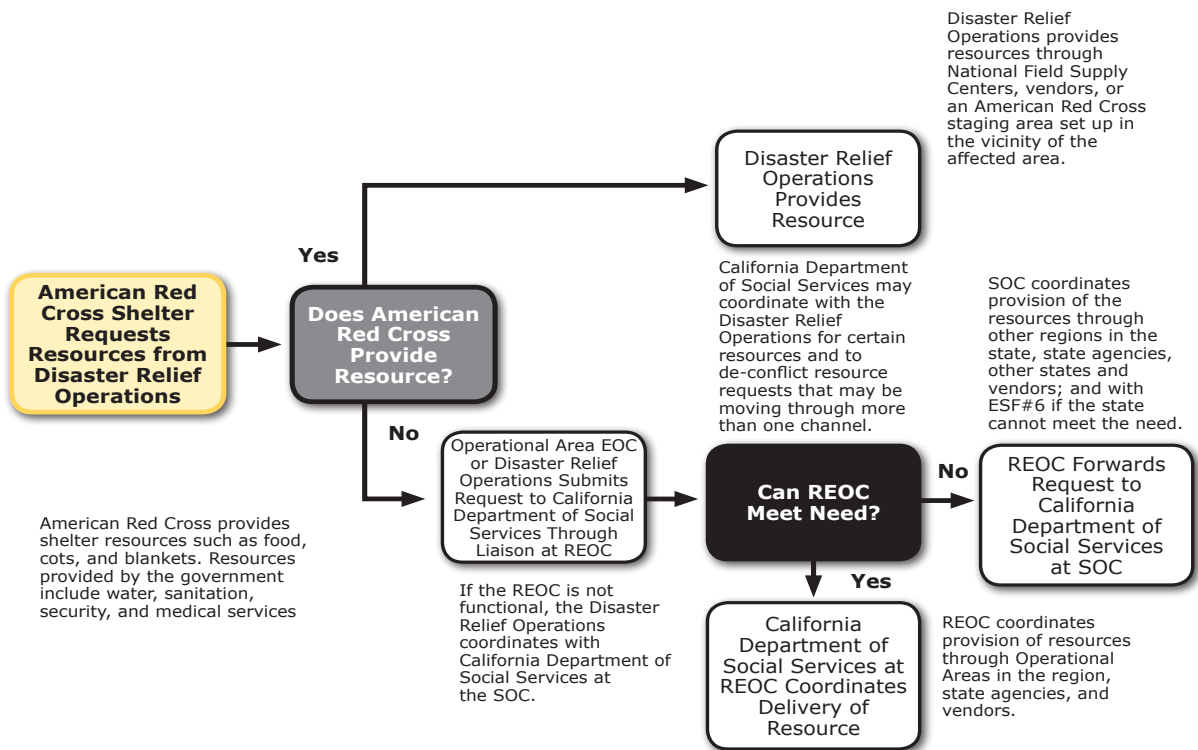 Disaster Relief
Operations provides
resources through
National Field Supply
Centers, vendors, or
an American Red Cross
staging area set up in
the vicinity of the
affected area.
Disaster Relief
Operations
Provides
Resource
Yes
American Red
Cross Shelter
Requests
Resources from
Disaster Relief
Operations
Does American
Red Cross
Provide
Resource?
California Department
of Social Services may
coordinate with the
Disaster Relief
Operations for certain
resources and to
de-conflict resource
requests that may be
moving through more
than one channel.
SOC coordinates
provision of the
resources through
other regions in the
state, state agencies,
other states and
vendors; and with
ESF#6 if the state
cannot meet the need.
No
Operational Area EOC
or Disaster Relief
Operations Submits
Request to California
Department of Social
Services Through
Liaison at REOC
Can REOC
Meet Need?
No
REOC Forwards
Request to
California
Department of
Social Services
at SOC
American Red Cross provides
shelter resources such as food,
cots, and blankets. Resources
provided by the government
include water, sanitation,
security, and medical services
If the REOC is not
functional, the Disaster
Relief Operations
coordinates with
California Department of
Social Services at
the SOC.
Yes
California
Department of
Social Services at
REOC Coordinates
Delivery of
Resource
REOC coordinates
provision of resources
through Operational
Areas in the region,
state agencies, and
vendors.